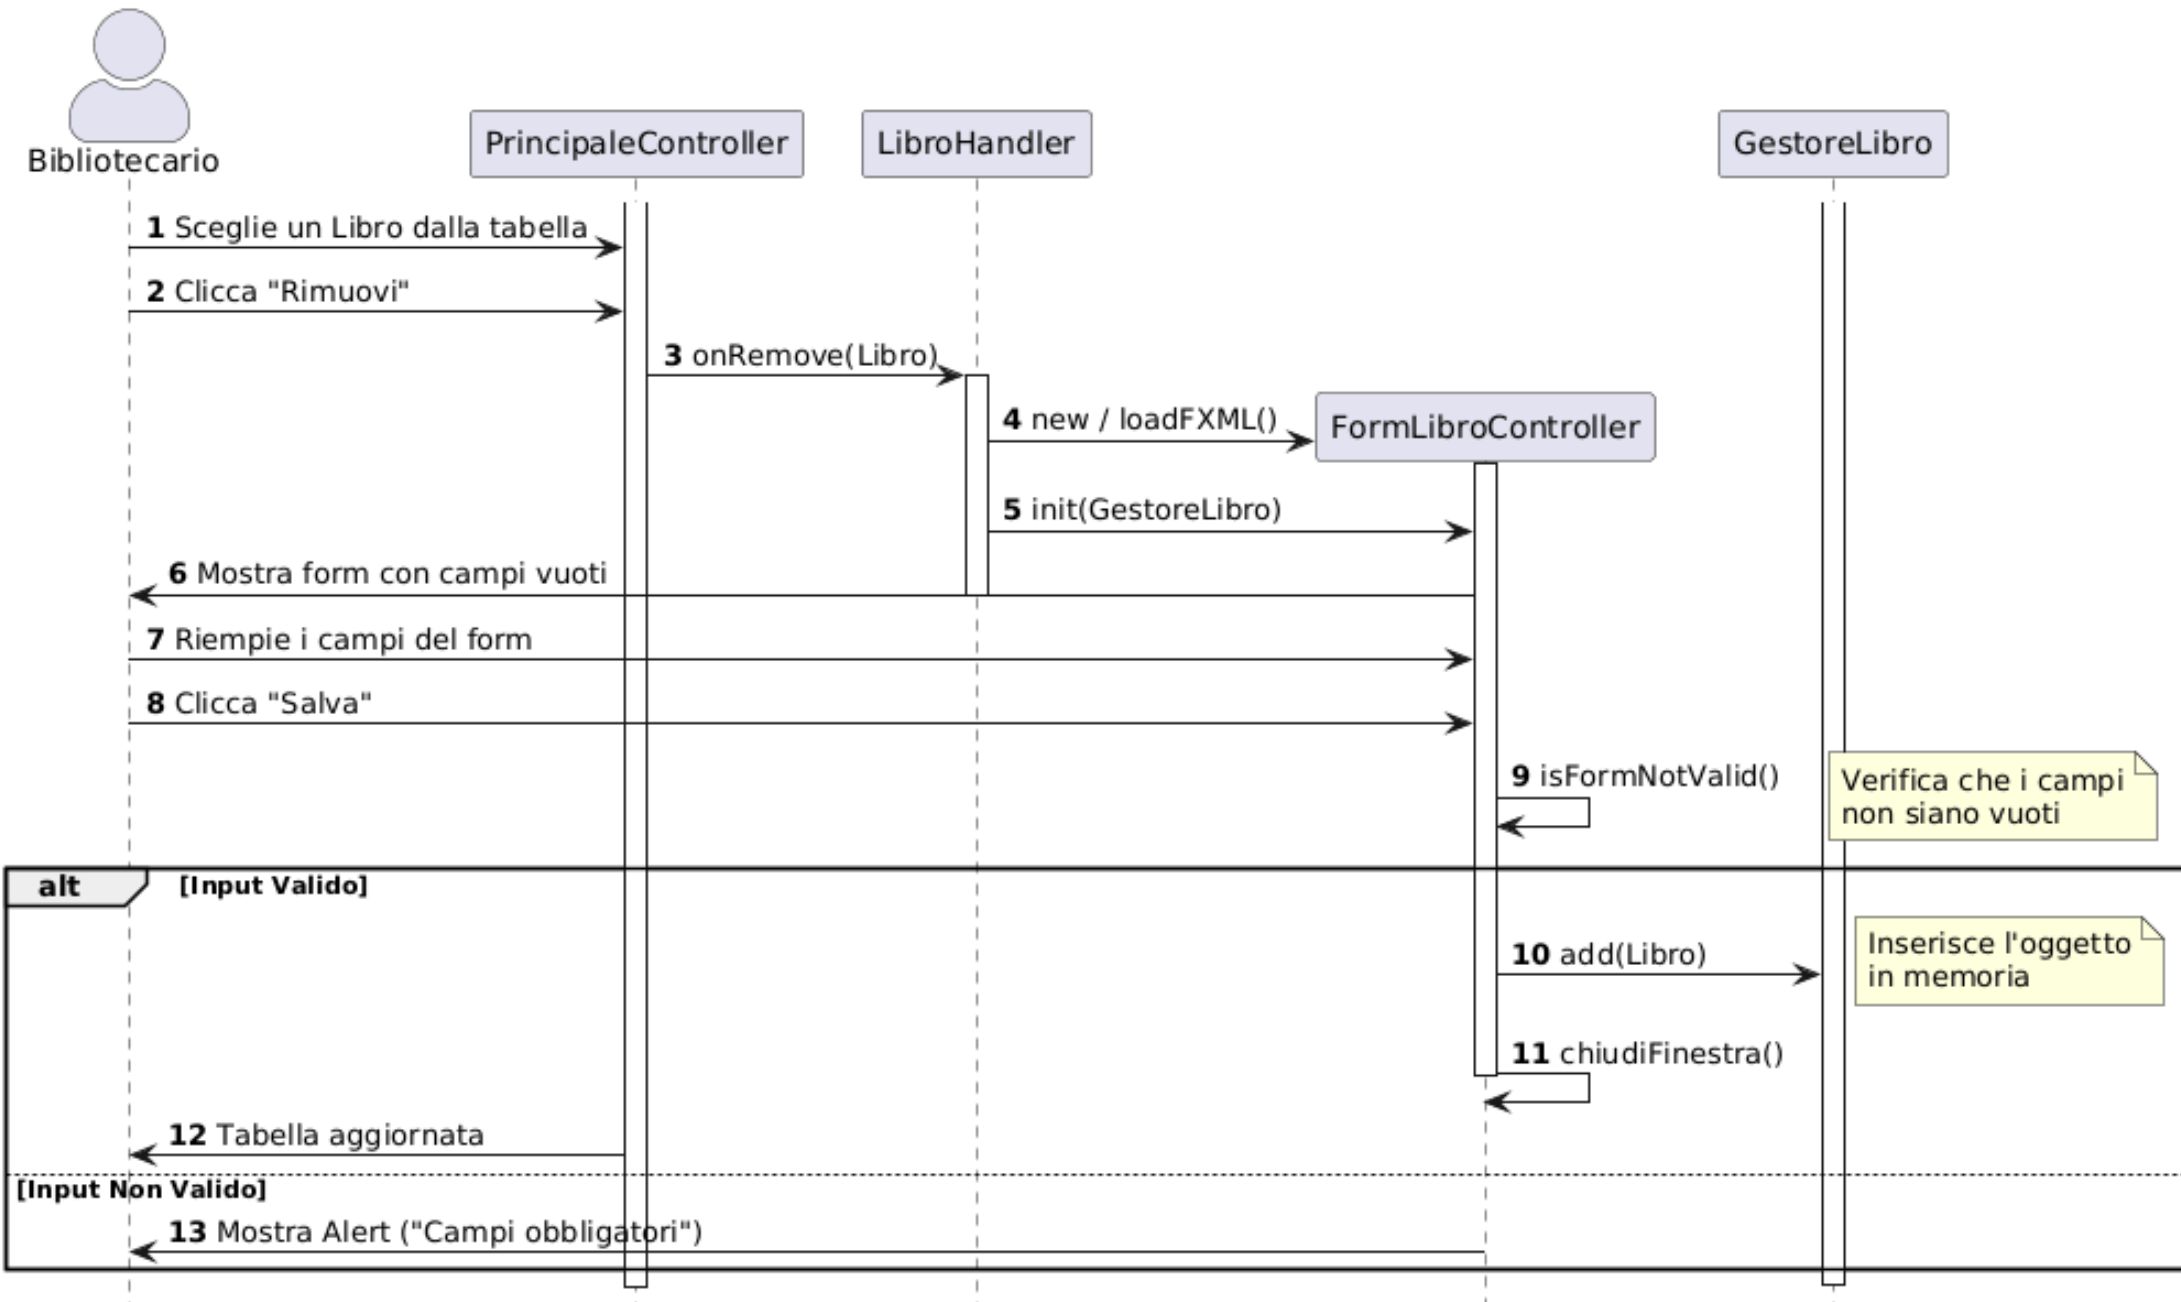 Bibliotecario
PrincipaleController
LibroHandler
GestoreLibro
1 Sceglie un Libro dalla tabella
2 Clicca "Rimuovi"
3 onRemove(Libro)
4 new / loadFXML()
FormLibroController
5 init(GestoreLibro)
6 Mostra form con campi vuoti
7 Riempie i campi del form
8 Clicca "Salva"
9 isFormNotValid()
Verifica che i campi
non siano vuoti
alt [Input Valido]
10 add(Libro)
Inserisce l'oggetto
in memoria
11 chiudiFinestra()
12 Tabella aggiornata
[Input Non Valido]
13 Mostra Alert ("Campi obbligatori")